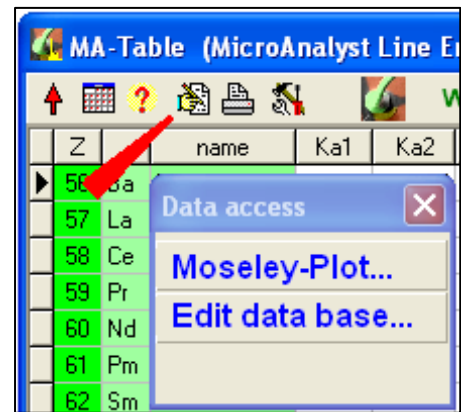 MA-Table (MicroAnalyst Line E
?
Z name Ka1 Ka2
56 Ba
57 La
58 Ce
59 Pr
60 Nd
61 Pm
62 Sm
Data access
Moseley-Plot...
Edit data base...